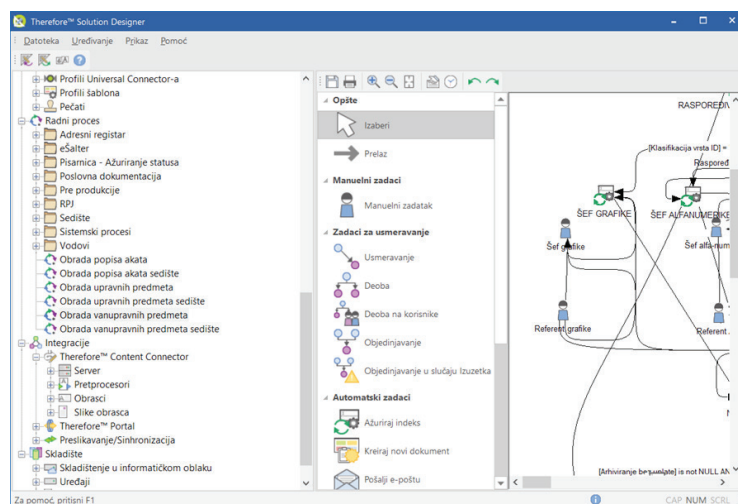 Therefore™ Solution Designer
Datoteka Uređivanje Prikaz Pomoć
Profili Universal Connector-a
Profili šablona
Pečati
Radni proces
Adresni registar
eŠalter
Pisarnica - Ažuriranje statusa
Poslovna dokumentacija
Pre produkcije
RPJ
Sedište
Sistemski procesi
Vodovi
Obrada popisa akata
Obrada popisa akata sedište
Obrada upravnih predmeta
Obrada upravnih predmeta sedište
Obrada vanupravnih predmeta
Obrada vanupravnih predmeta sedište
Integracije
Therefore™ Content Connector
Server
Pretprocesori
Obrasci
Slike obrasca
Therefore™ Portal
Preslikavanje/Sinhronizacija
Skladište
Skladištenje u informatičkom oblaku
Uređaji
Opšte
Izaberi
Prelaz
Manuelni zadaci
Manuelni zadatak
Zadaci za usmeravanje
Usmeravanje
Deoba
Deoba na korisnike
Objedinjavanje
Objedinjavanje u slučaju Izuzetka
Automatski zadaci
Ažuriraj indeks
Kreiraj novi dokument
Pošalji e-poštu
RASPOREDIV
[Klasifikacija vrsta ID] =
Raspored
ŠEF GRAFIKE
ŠEF ALFANUMERIKE
Šef grafike
Šef alfa-num
Referent grafike
Referent
[Arhiviranje is not NULL AN
Za pomoć, pritisni F1
CAP NUM SCRL